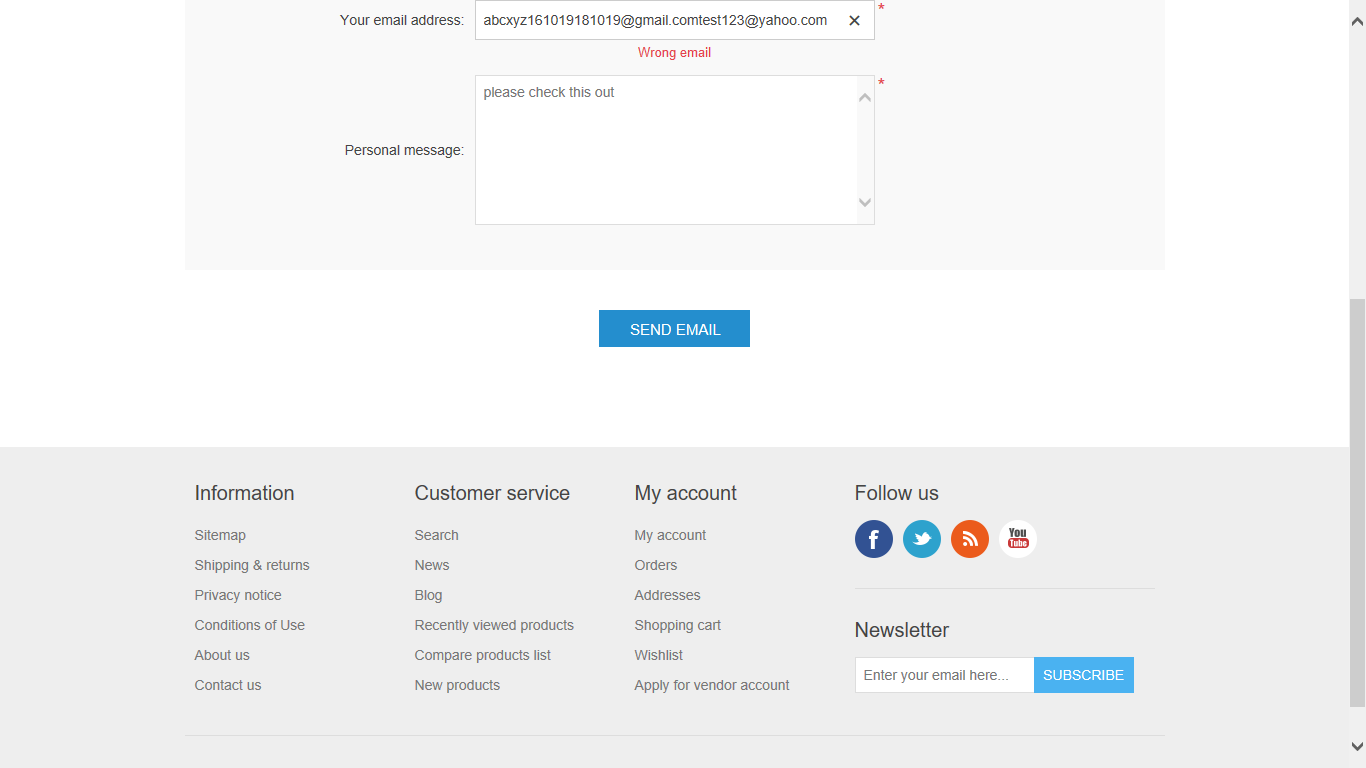 Your email address: abcxyz161019181019@gmail.comtest123@yahoo.com ✕ *
Wrong email
Personal message: please check this out *
SEND EMAIL
Information
Sitemap
Shipping & returns
Privacy notice
Conditions of Use
About us
Contact us
Customer service
Search
News
Blog
Recently viewed products
Compare products list
New products
My account
My account
Orders
Addresses
Shopping cart
Wishlist
Apply for vendor account
Follow us
f
You
Tube
Newsletter
Enter your email here...
SUBSCRIBE